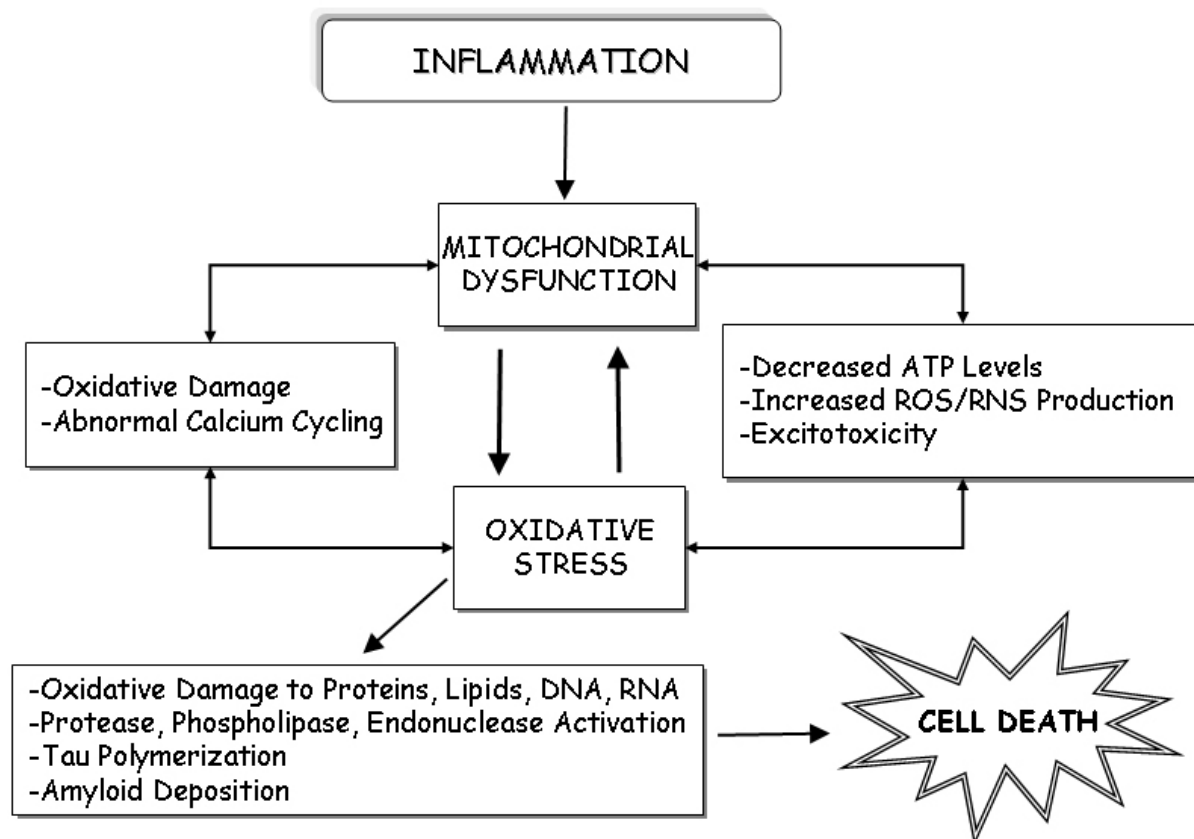 INFLAMMATION
MITOCHONDRIAL
DYSFUNCTION
-Oxidative Damage
-Abnormal Calcium Cycling
-Decreased ATP Levels
-Increased ROS/RNS Production
-Excitotoxicity
OXIDATIVE
STRESS
-Oxidative Damage to Proteins, Lipids, DNA, RNA
-Protease, Phospholipase, Endonuclease Activation
-Tau Polymerization
-Amyloid Deposition
CELL DEATH